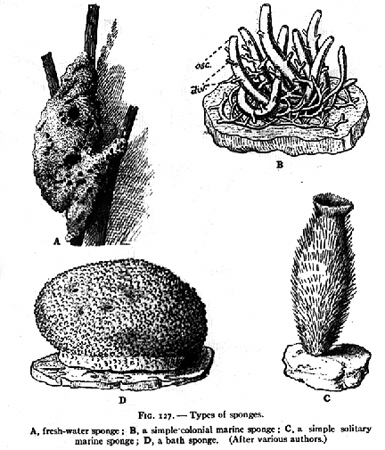 osc.
A
B
D
C
FIG. 127. — Types of sponges.
A, fresh-water sponge; B, a simple colonial marine sponge; C, a simple solitary
marine sponge; D, a bath sponge. (After various authors.)